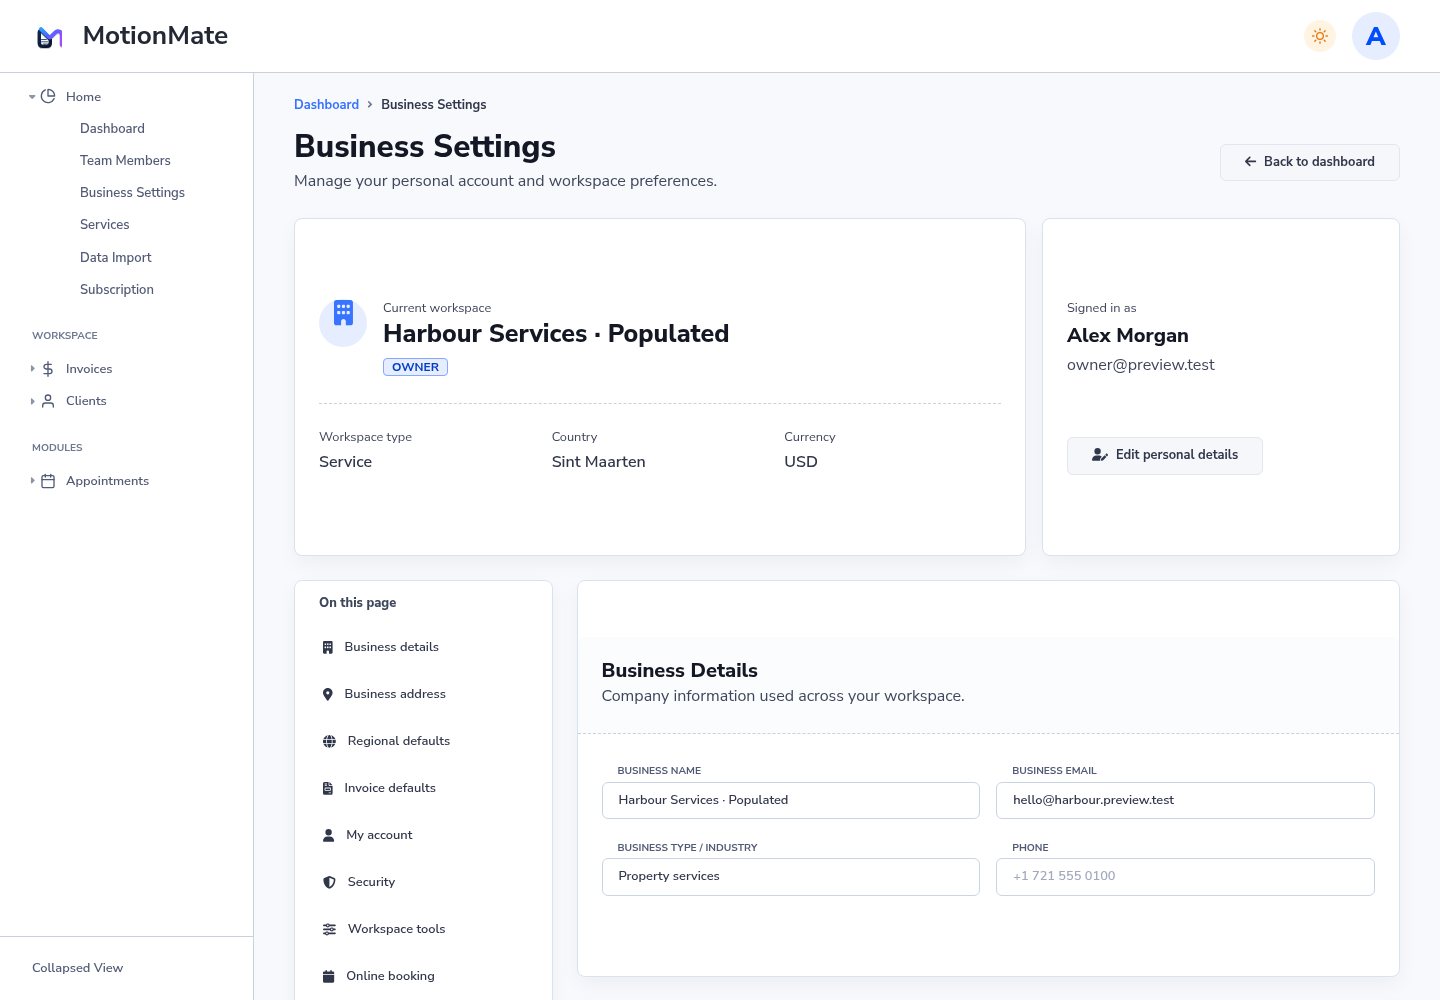 MotionMate
A
Home
Dashboard
Team Members
Business Settings
Services
Data Import
Subscription
WORKSPACE
Invoices
Clients
MODULES
Appointments
Collapsed View
Dashboard > Business Settings
Business Settings
Manage your personal account and workspace preferences.
Back to dashboard
Current workspace
Harbour Services · Populated
OWNER
Workspace type
Service
Country
Sint Maarten
Currency
USD
Signed in as
Alex Morgan
owner@preview.test
Edit personal details
On this page
Business details
Business address
Regional defaults
Invoice defaults
My account
Security
Workspace tools
Online booking
Business Details
Company information used across your workspace.
BUSINESS NAME
Harbour Services · Populated
BUSINESS EMAIL
hello@harbour.preview.test
BUSINESS TYPE / INDUSTRY
Property services
PHONE
+1 721 555 0100